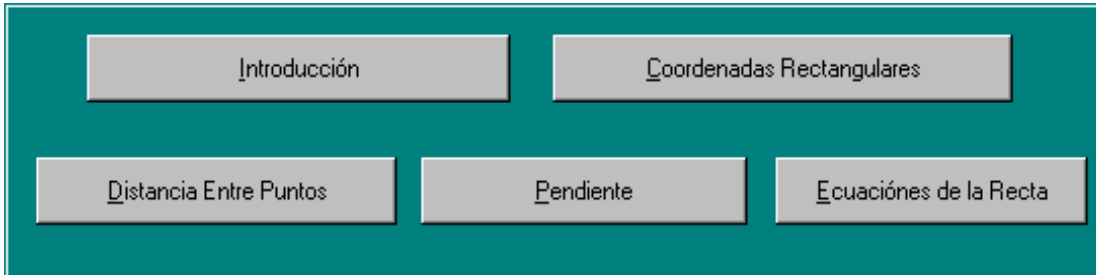 Introducción
Coordenadas Rectangulares
Distancia Entre Puntos
Pendiente
Ecuaciónes de la Recta